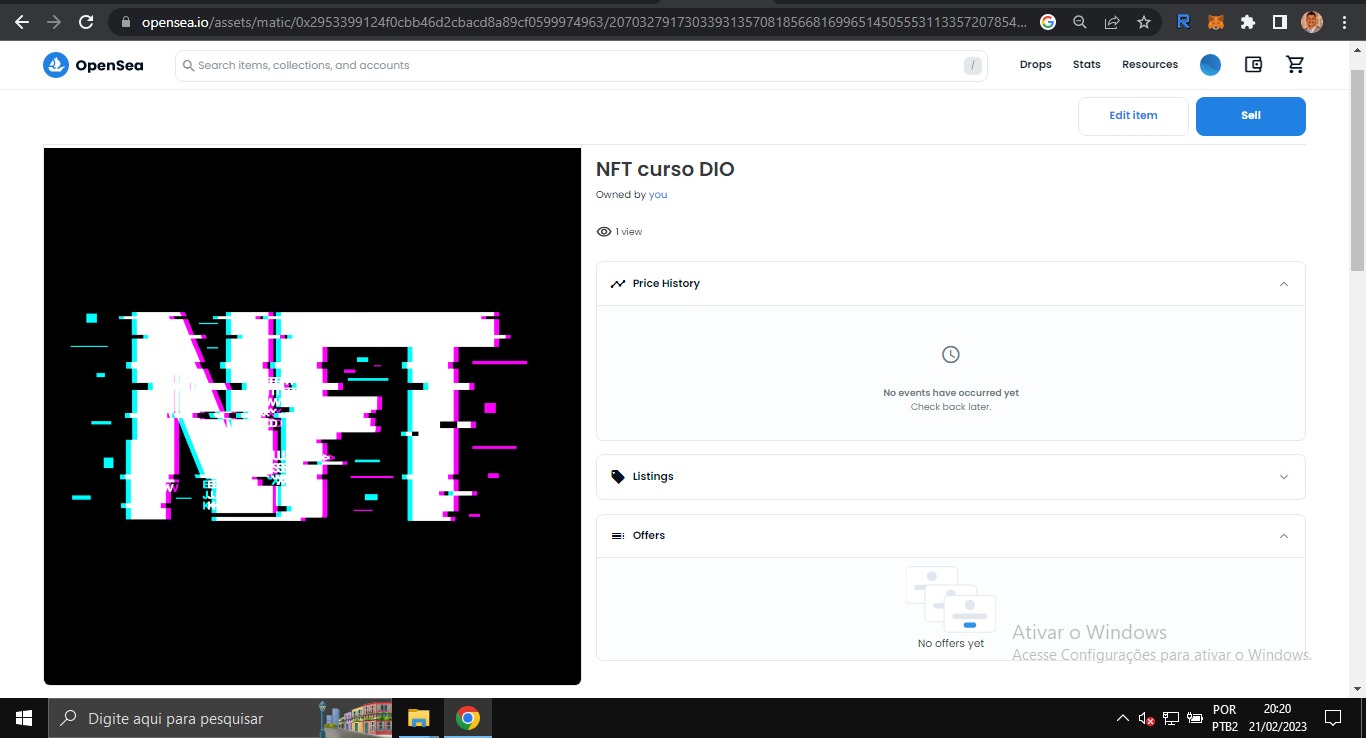 opensea.io/assets/matic/0x2953399124f0cbb46d2cbacd8a89cf0599974963/20703279173033931357081856681699651450555311335720785​4...
OpenSea
Search items, collections, and accounts
/
Drops
Stats
Resources
Edit item
Sell
NFT
NFT curso DIO
Owned by you
1 view
Price History
No events have occurred yet
Check back later.
Listings
Offers
No offers yet
Ativar o Windows
Acesse Configurações para ativar o Windows.
Digite aqui para pesquisar
POR
PTB2
20:20
21/02/2023